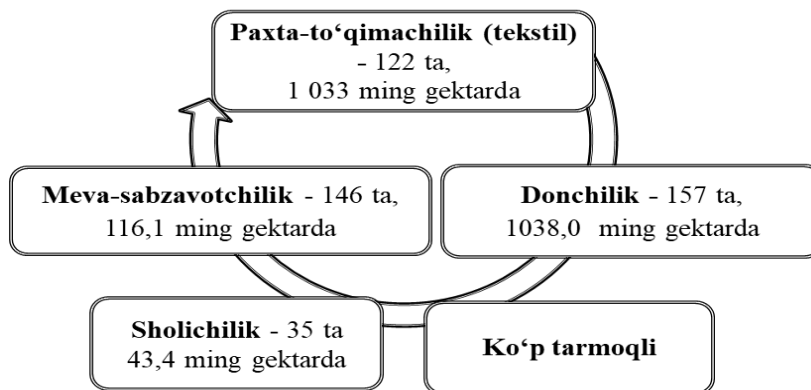 Paxta-to‘qimachilik (tekstil)
- 122 ta,
1 033 ming gektarda
Meva-sabzavotchilik - 146 ta,
116,1 ming gektarda
Donchilik - 157 ta,
1038,0 ming gektarda
Sholichilik - 35 ta
43,4 ming gektarda
Ko‘p tarmoqli